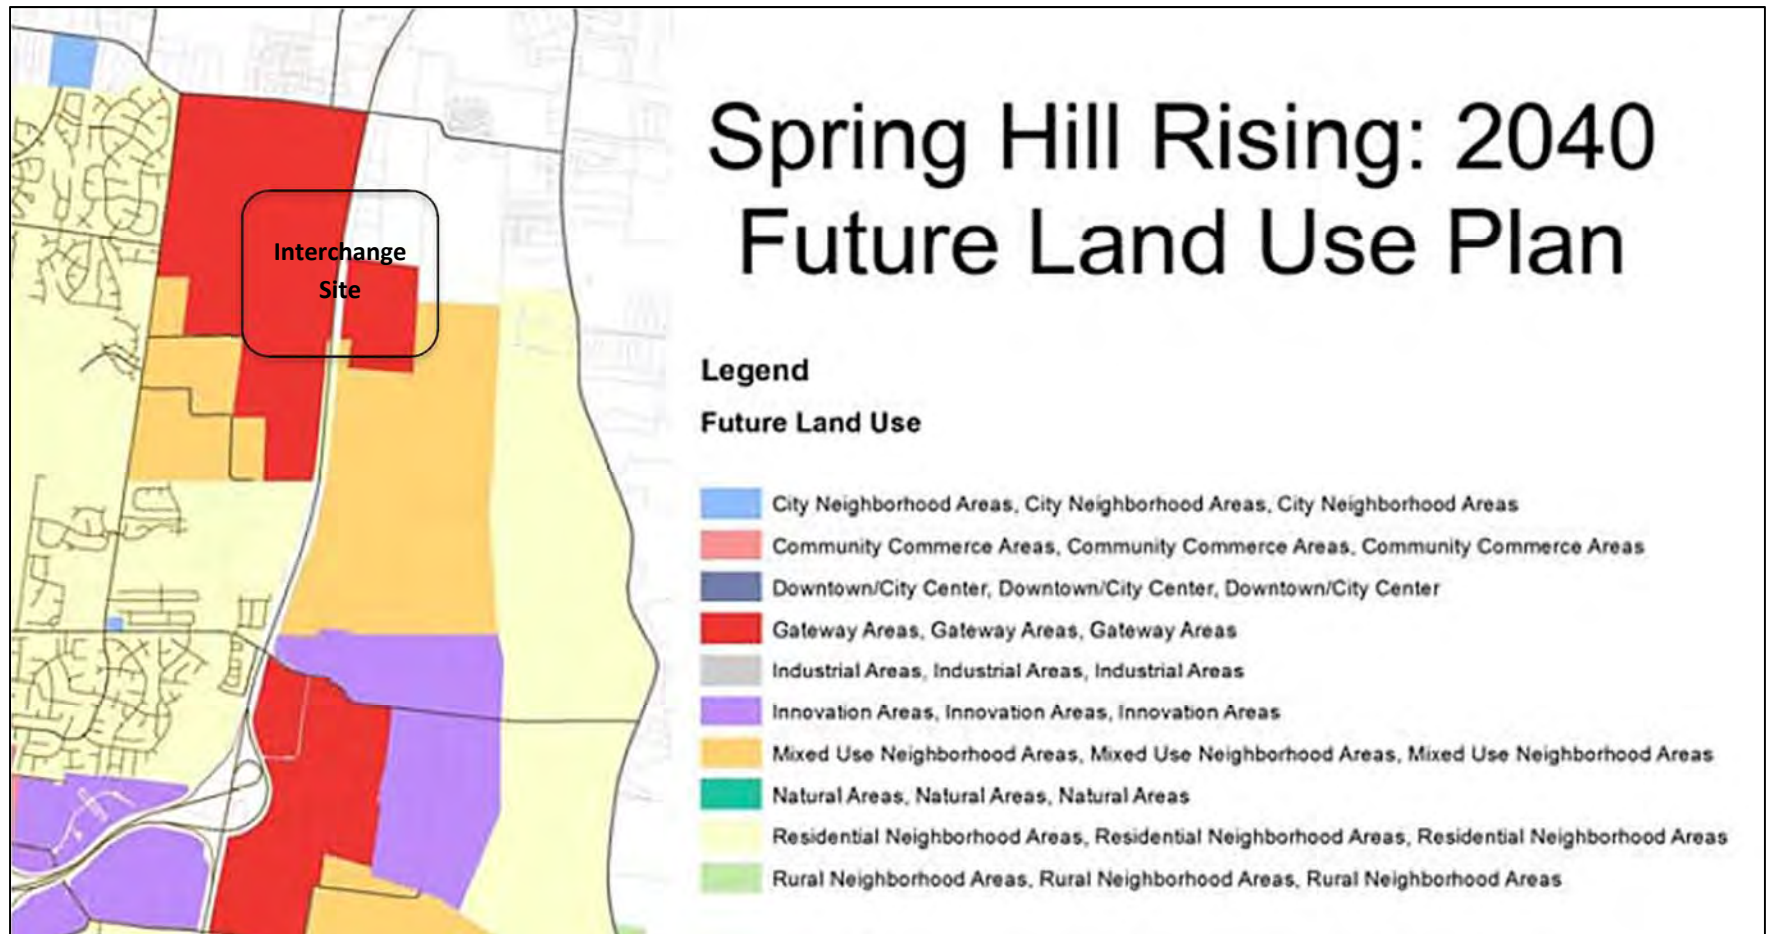 Spring Hill Rising: 2040
Future Land Use Plan
Interchange
Site
Legend
Future Land Use
City Neighborhood Areas, City Neighborhood Areas, City Neighborhood Areas
Community Commerce Areas, Community Commerce Areas, Community Commerce Areas
Downtown/City Center, Downtown/City Center, Downtown/City Center
Gateway Areas, Gateway Areas, Gateway Areas
Industrial Areas, Industrial Areas, Industrial Areas
Innovation Areas, Innovation Areas, Innovation Areas
Mixed Use Neighborhood Areas, Mixed Use Neighborhood Areas, Mixed Use Neighborhood Areas
Natural Areas, Natural Areas, Natural Areas
Residential Neighborhood Areas, Residential Neighborhood Areas, Residential Neighborhood Areas
Rural Neighborhood Areas, Rural Neighborhood Areas, Rural Neighborhood Areas